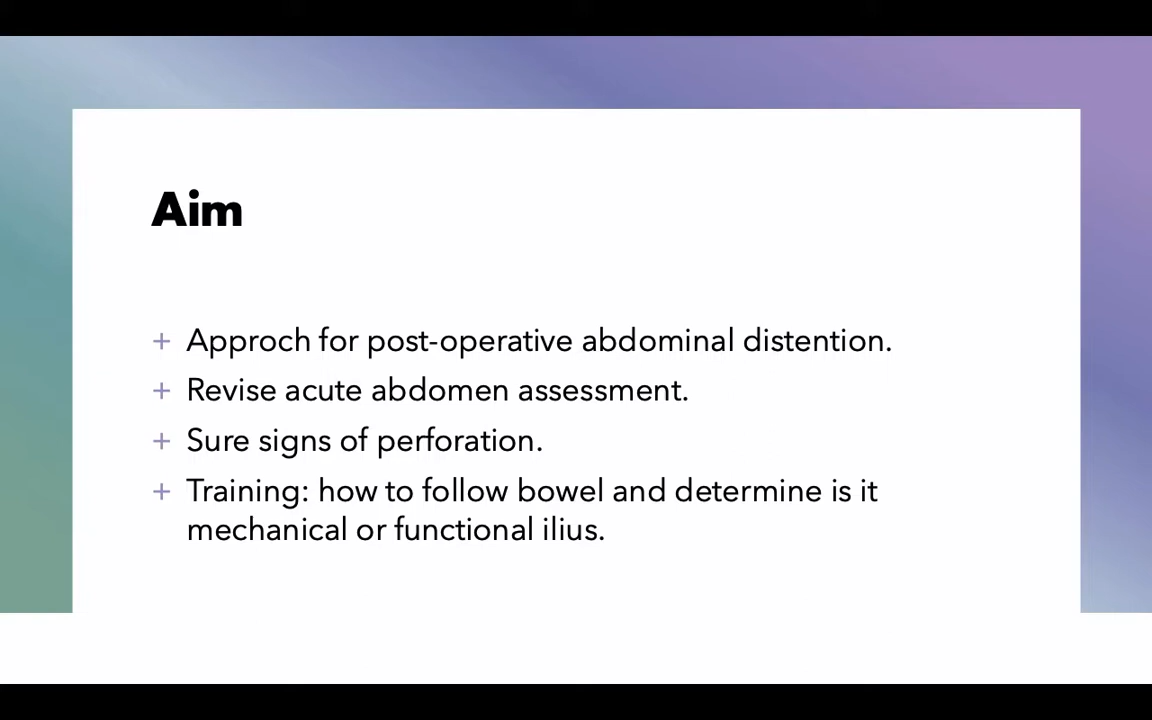 Aim
+ Approch for post-operative abdominal distention.
+ Revise acute abdomen assessment.
+ Sure signs of perforation.
+ Training: how to follow bowel and determine is it
mechanical or functional ilius.